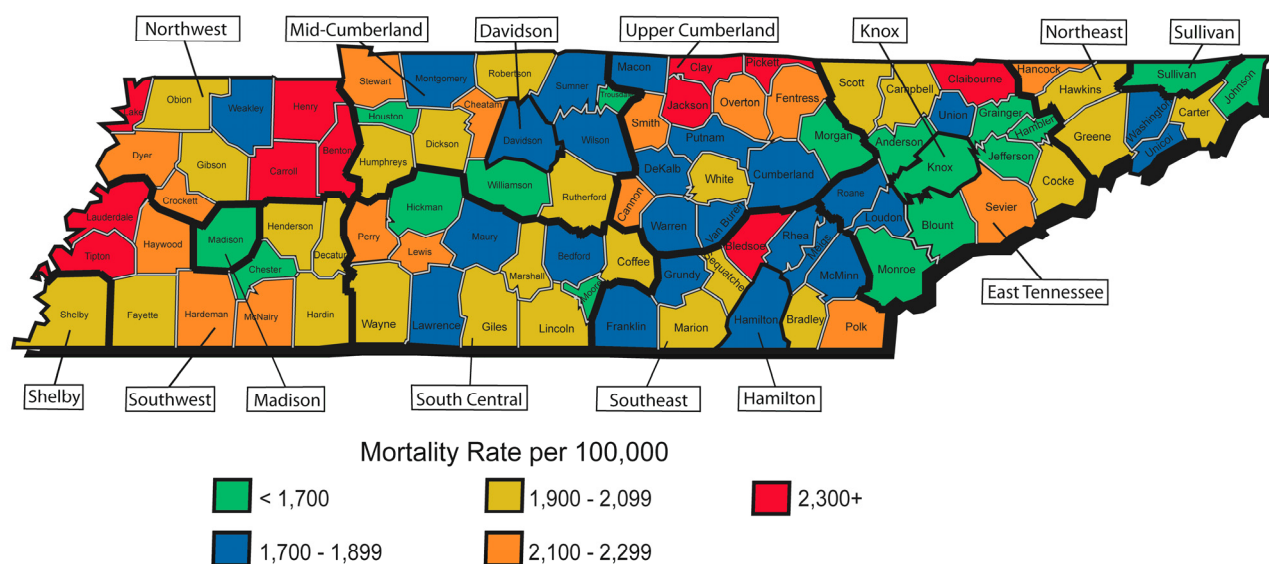 Northwest
Mid-Cumberland
Davidson
Upper Cumberland
Knox
Northeast
Sullivan
Lake
Obion
Weakley
Henry
Stewart
Montgomery
Robertson
Sumner
Macon
Clay
Pickett
Scott
Campbell
Claibourne
Hancock
Hawkins
Sullivan
Johnson
Houston
Cheatam
Trousdale
Jackson
Overton
Fentress
Union
Grainger
Hambler
Greene
Washington
Carter
Unicoi
Dyer
Gibson
Carroll
Benton
Humphreys
Dickson
Davidson
Wilson
Smith
Putnam
Morgan
Anderson
Knox
Jefferson
Cocke
Crockett
Williamson
Rutherford
DeKalb
White
Cumberland
Roane
Loudon
Blount
Sevier
Lauderdale
Haywood
Madison
Henderson
Decatur
Perry
Hickman
Lewis
Maury
Marshall
Bedford
Cannon
Coffee
Warren
Van Buren
Bledsoe
Rhea
Meigs
McMinn
Monroe
Tipton
Chester
Moore
Grundy
Sequatchie
East Tennessee
Shelby
Fayette
Hardeman
McNairy
Hardin
Wayne
Lawrence
Giles
Lincoln
Franklin
Marion
Hamilton
Bradley
Polk
Shelby
Southwest
Madison
South Central
Southeast
Hamilton
Mortality Rate per 100,000
< 1,700
1,900 - 2,099
2,300+
1,700 - 1,899
2,100 - 2,299